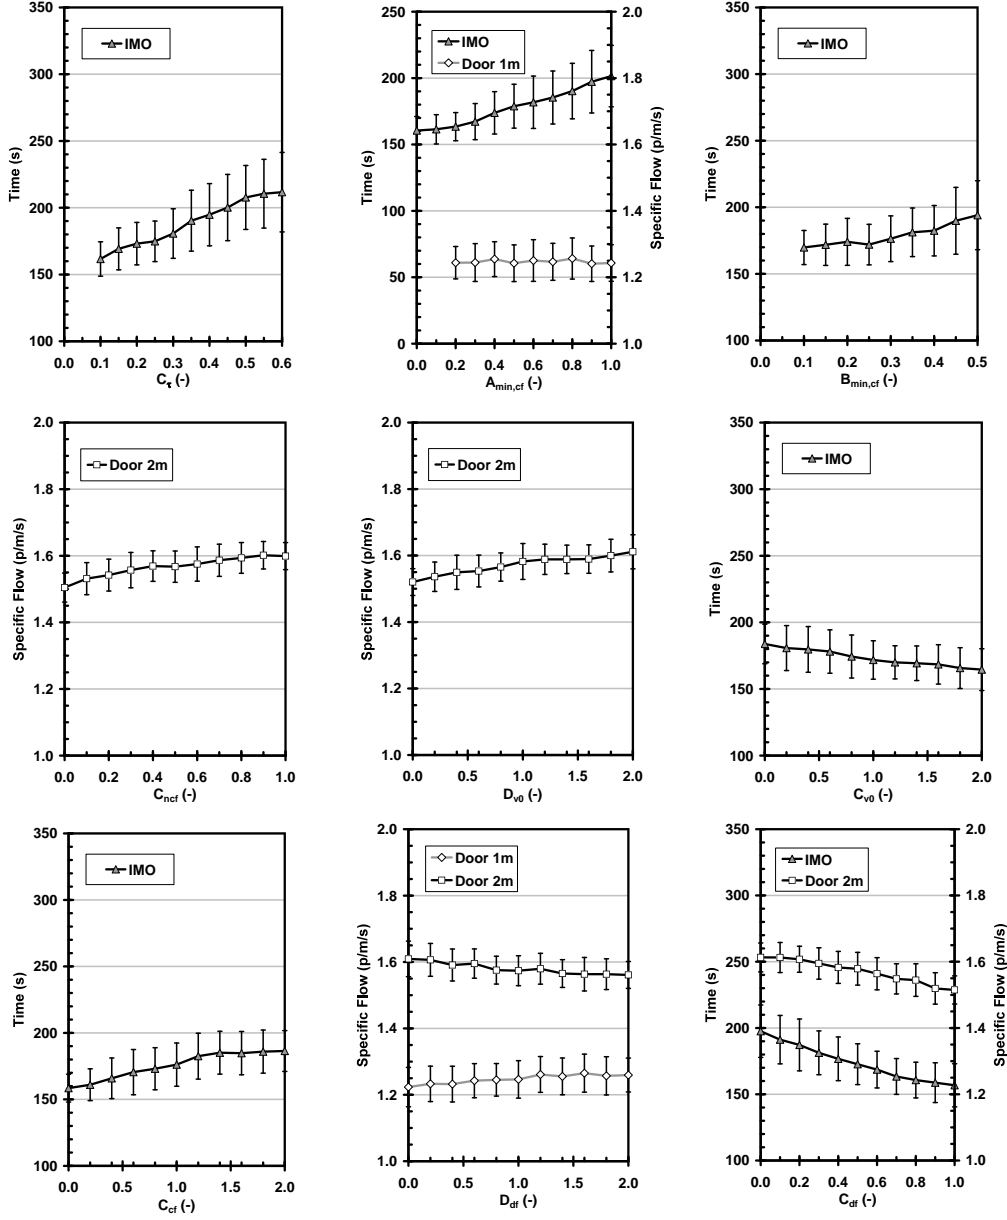 350
300
250
200
150
100
Time (s)
IMO
0.0 0.1 0.2 0.3 0.4 0.5 0.6
Cτ (-)
250
200
150
100
50
0
Time (s)
IMO
Door 1m
2.0
1.8
1.6
1.4
1.2
1.0
Specific Flow (p/m/s)
0.0 0.2 0.4 0.6 0.8 1.0
Amin,cf (-)
350
300
250
200
150
100
Time (s)
IMO
0.0 0.1 0.2 0.3 0.4 0.5
Bmin,cf (-)
2.0
1.8
1.6
1.4
1.2
1.0
Specific Flow (p/m/s)
Door 2m
0.0 0.2 0.4 0.6 0.8 1.0
Cncf (-)
2.0
1.8
1.6
1.4
1.2
1.0
Specific Flow (p/m/s)
Door 2m
0.0 0.5 1.0 1.5 2.0
Dv0 (-)
350
300
250
200
150
100
Time (s)
IMO
0.0 0.5 1.0 1.5 2.0
Cv0 (-)
350
300
250
200
150
100
Time (s)
IMO
0.0 0.5 1.0 1.5 2.0
Ccf (-)
2.0
1.8
1.6
1.4
1.2
1.0
Specific Flow (p/m/s)
Door 1m
Door 2m
0.0 0.5 1.0 1.5 2.0
Ddf (-)
350
300
250
200
150
100
Time (s)
IMO
Door 2m
2.0
1.8
1.6
1.4
1.2
1.0
Specific Flow (p/m/s)
0.0 0.2 0.4 0.6 0.8 1.0
Cdf (-)